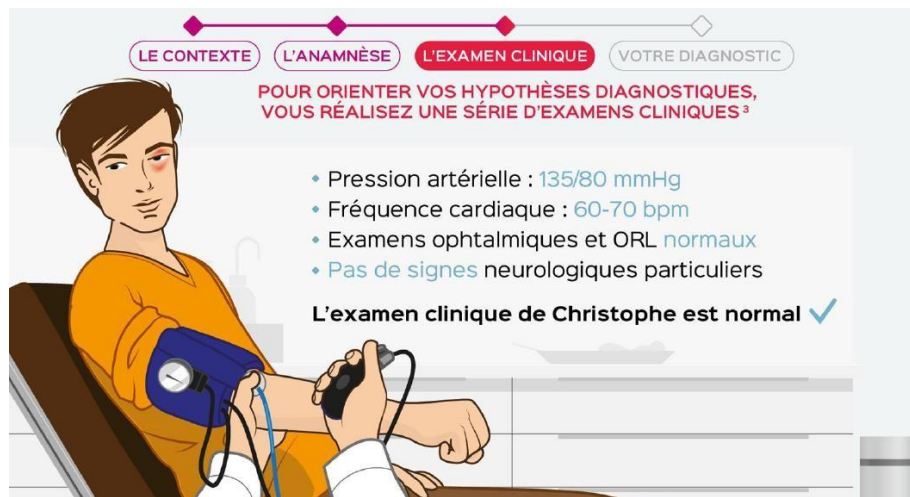 LE CONTEXTE
L'ANAMNÈSE
L'EXAMEN CLINIQUE
VOTRE DIAGNOSTIC
POUR ORIENTER VOS HYPOTHÈSES DIAGNOSTIQUES,
VOUS RÉALISEZ UNE SÉRIE D'EXAMENS CLINIQUES ³
• Pression artérielle : 135/80 mmHg
• Fréquence cardiaque : 60-70 bpm
• Examens ophtalmiques et ORL normaux
• Pas de signes neurologiques particuliers
L'examen clinique de Christophe est normal ✓